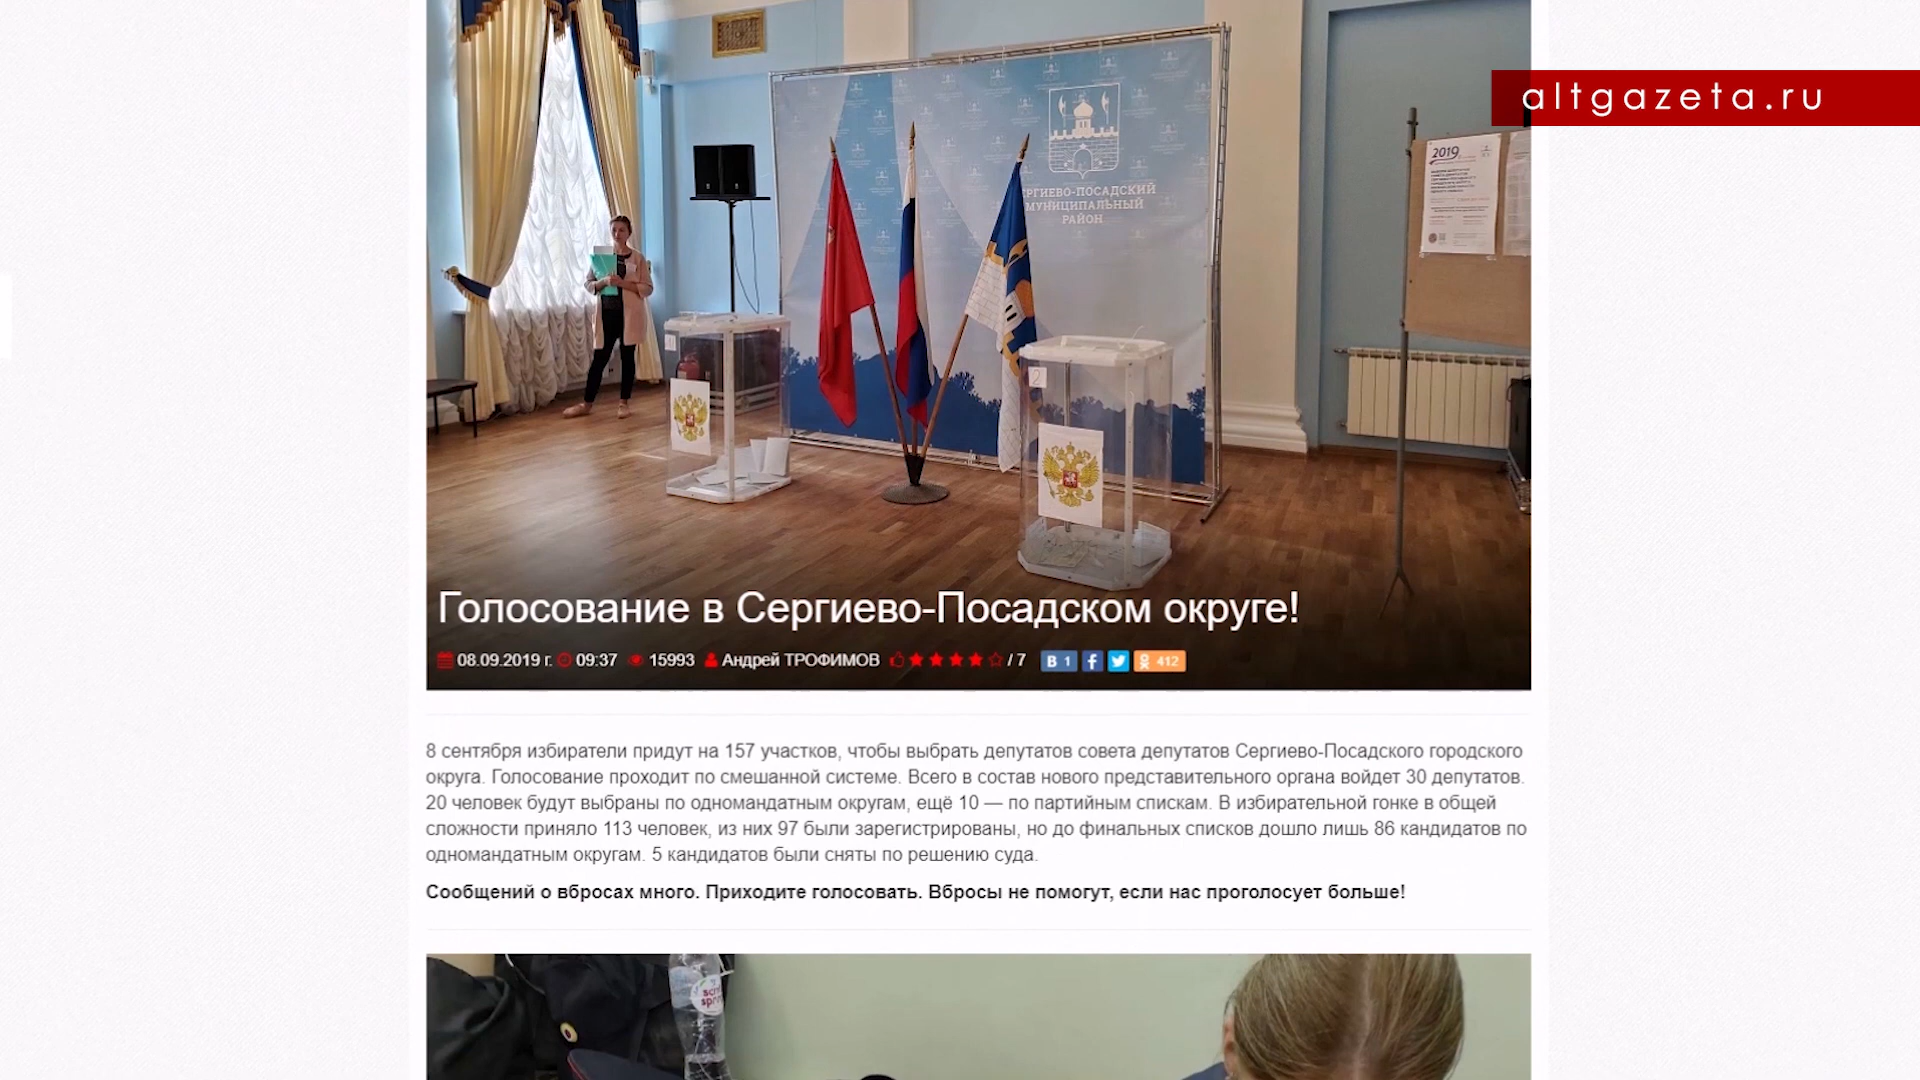 altgazeta.ru
2019
СЕРГИЕВО-ПОСАДСКИЙ
МУНИЦИПАЛЬНЫЙ
РАЙОН
1
2
Голосование в Сергиево-Посадском округе!
08.09.2019 г. 09:37 15993 Андрей ТРОФИМОВ / 7 В 1 f 412
8 сентября избиратели придут на 157 участков, чтобы выбрать депутатов совета депутатов Сергиево-Посадского городского
округа. Голосование проходит по смешанной системе. Всего в состав нового представительного органа войдет 30 депутатов.
20 человек будут выбраны по одномандатным округам, ещё 10 — по партийным спискам. В избирательной гонке в общей
сложности приняло 113 человек, из них 97 были зарегистрированы, но до финальных списков дошло лишь 86 кандидатов по
одномандатным округам. 5 кандидатов были сняты по решению суда.
Сообщений о вбросах много. Приходите голосовать. Вбросы не помогут, если нас проголосует больше!